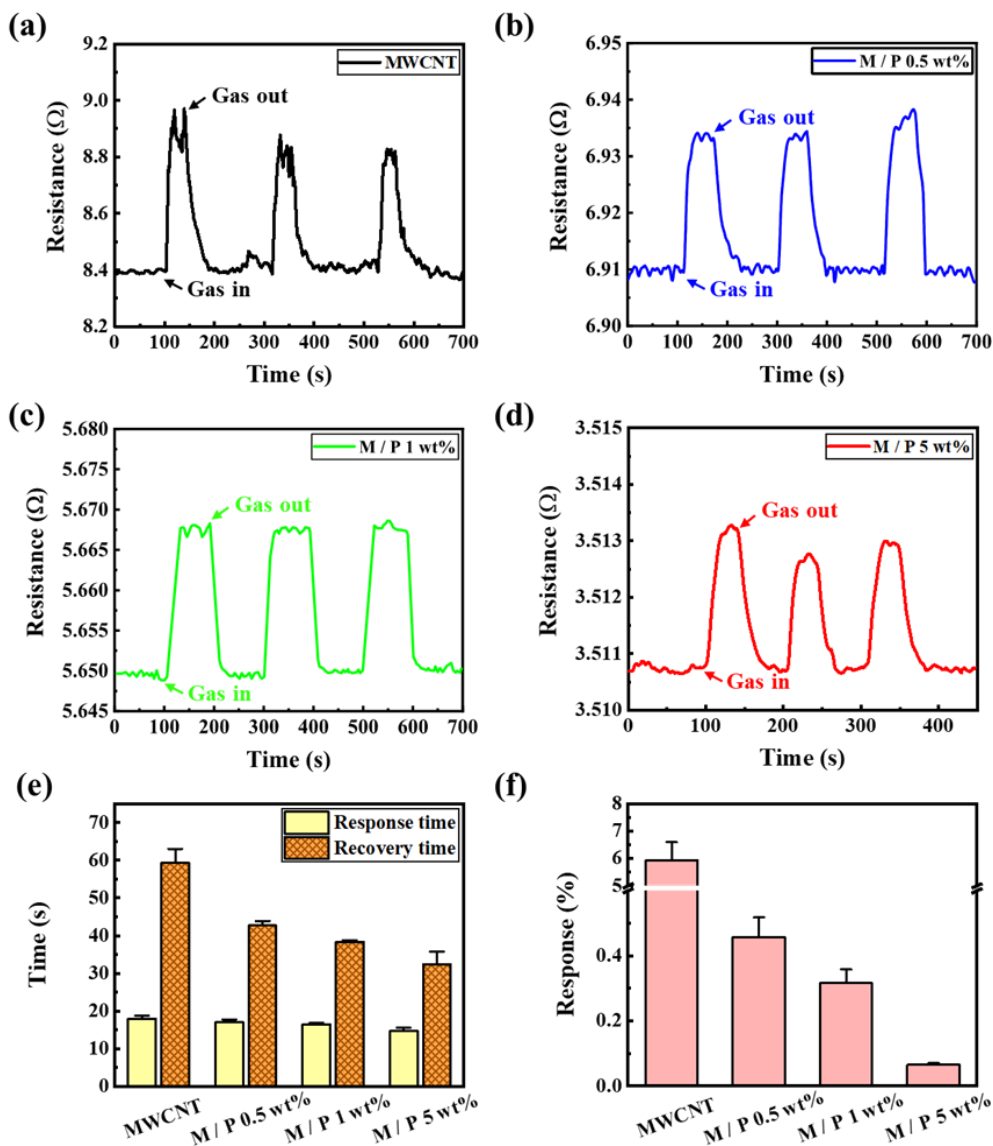 (a)
9.2
9.0
8.8
8.6
8.4
8.2
Resistance (Ω)
MWCNT
Gas out
Gas in
0 100 200 300 400 500 600 700
Time (s)
(b)
6.95
6.94
6.93
6.92
6.91
6.90
Resistance (Ω)
M / P 0.5 wt%
Gas out
Gas in
0 100 200 300 400 500 600 700
Time (s)
(c)
5.680
5.675
5.670
5.665
5.660
5.655
5.650
5.645
Resistance (Ω)
M / P 1 wt%
Gas out
Gas in
0 100 200 300 400 500 600 700
Time (s)
(d)
3.515
3.514
3.513
3.512
3.511
3.510
Resistance (Ω)
M / P 5 wt%
Gas out
Gas in
0 100 200 300 400
Time (s)
(e)
70
60
50
40
30
20
10
0
Time (s)
Response time
Recovery time
MWCNT
M / P 0.5 wt%
M / P 1 wt%
M / P 5 wt%
(f)
8
7
6
5
0.4
0.2
0.0
Response (%)
MWCNT
M / P 0.5 wt%
M / P 1 wt%
M / P 5 wt%